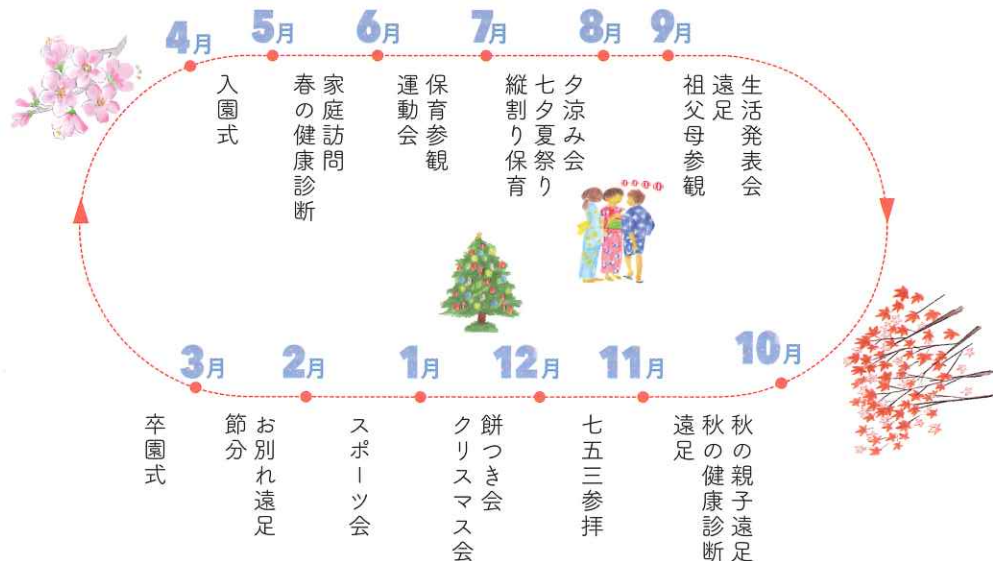 4月
入園式
5月
家庭訪問
春の健康診断
6月
保育参観
運動会
7月
夕涼み会
七夕夏祭り
縦割り保育
8月
9月
生活発表会
遠足
祖父母参観
10月
秋の親子遠足
秋の健康診断
遠足
11月
七五三参拝
12月
餅つき会
クリスマス会
1月
スポーツ会
2月
お別れ遠足
節分
3月
卒園式